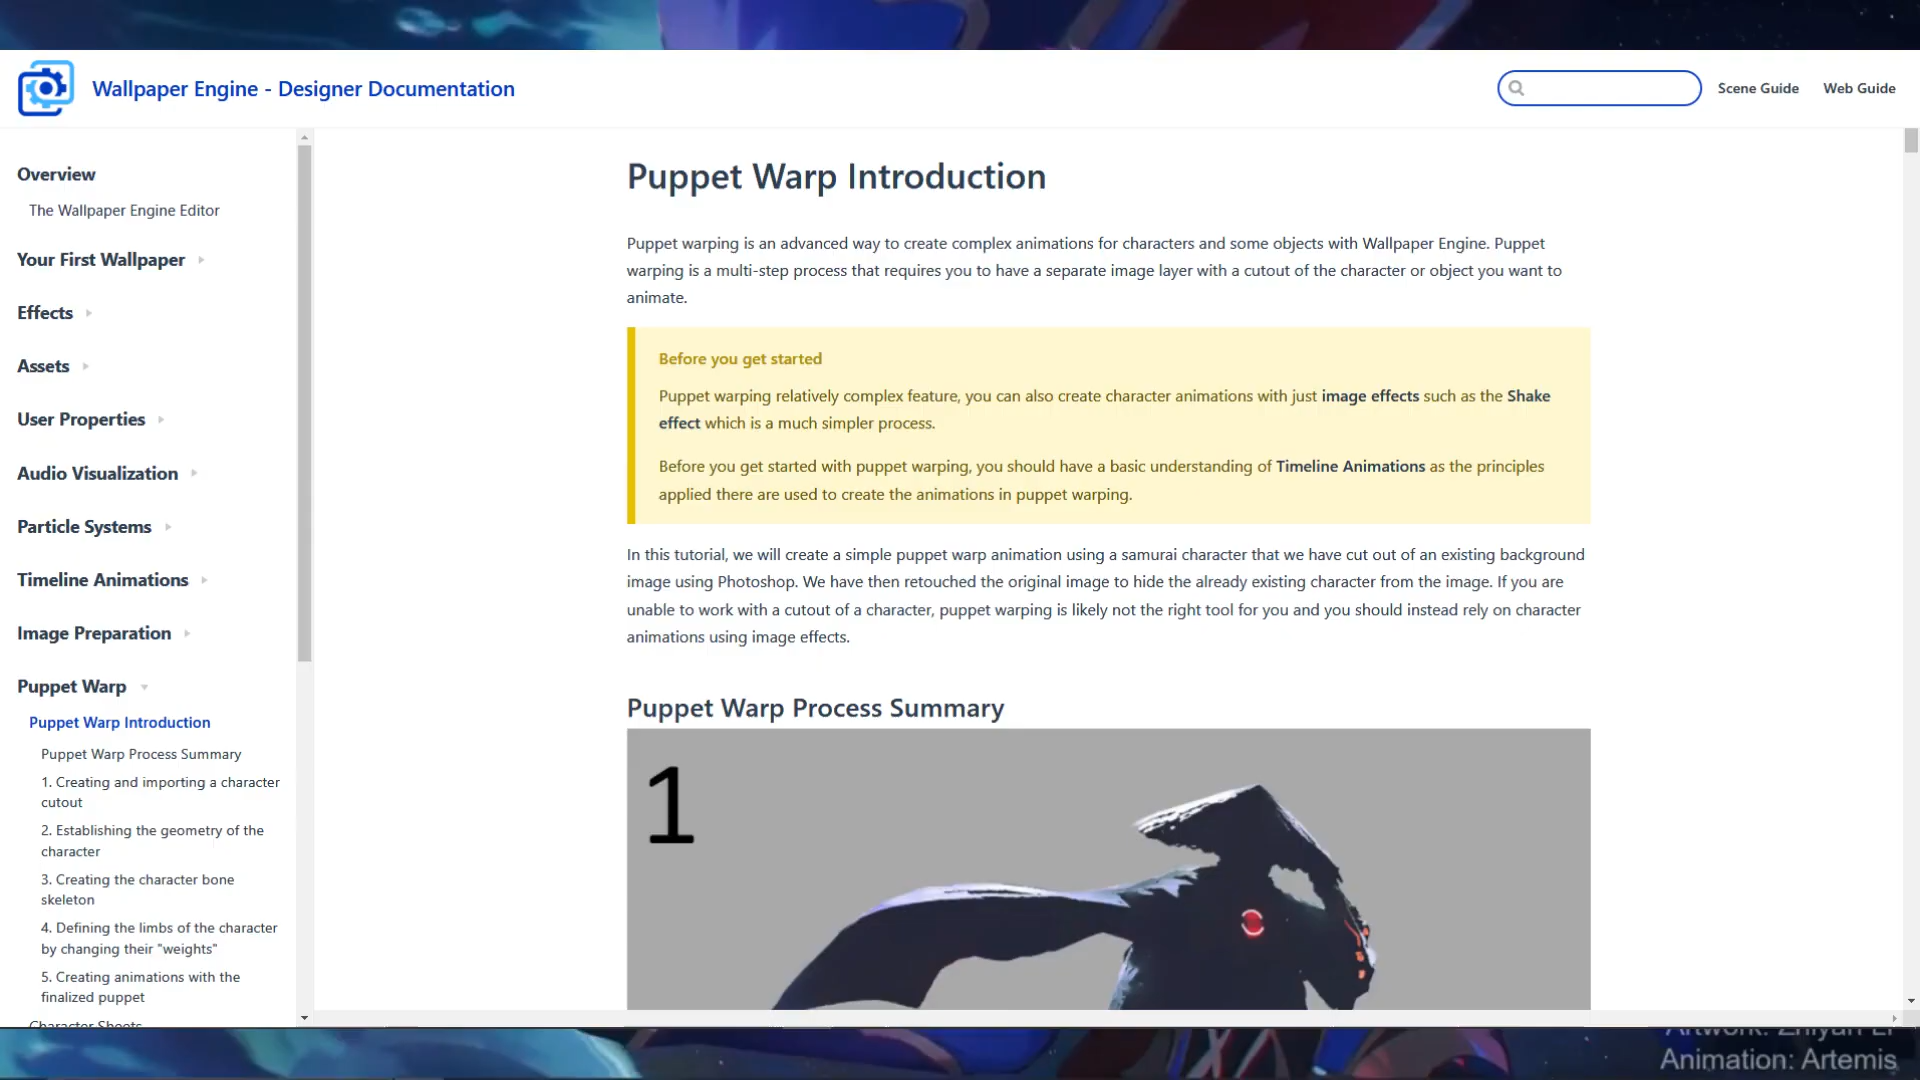 Wallpaper Engine - Designer Documentation
Scene Guide
Web Guide
Overview
The Wallpaper Engine Editor
Your First Wallpaper
Effects
Assets
User Properties
Audio Visualization
Particle Systems
Timeline Animations
Image Preparation
Puppet Warp
Puppet Warp Introduction
Puppet Warp Process Summary
1. Creating and importing a character
cutout
2. Establishing the geometry of the
character
3. Creating the character bone
skeleton
4. Defining the limbs of the character
by changing their "weights"
5. Creating animations with the
finalized puppet
Character Sheets
Puppet Warp Introduction
Puppet warping is an advanced way to create complex animations for characters and some objects with Wallpaper Engine. Puppet
warping is a multi-step process that requires you to have a separate image layer with a cutout of the character or object you want to
animate.
Before you get started
Puppet warping relatively complex feature, you can also create character animations with just image effects such as the Shake
effect which is a much simpler process.
Before you get started with puppet warping, you should have a basic understanding of Timeline Animations as the principles
applied there are used to create the animations in puppet warping.
In this tutorial, we will create a simple puppet warp animation using a samurai character that we have cut out of an existing background
image using Photoshop. We have then retouched the original image to hide the already existing character from the image. If you are
unable to work with a cutout of a character, puppet warping is likely not the right tool for you and you should instead rely on character
animations using image effects.
Puppet Warp Process Summary
1
Artwork: Zhiyan Li
Animation: Artemis